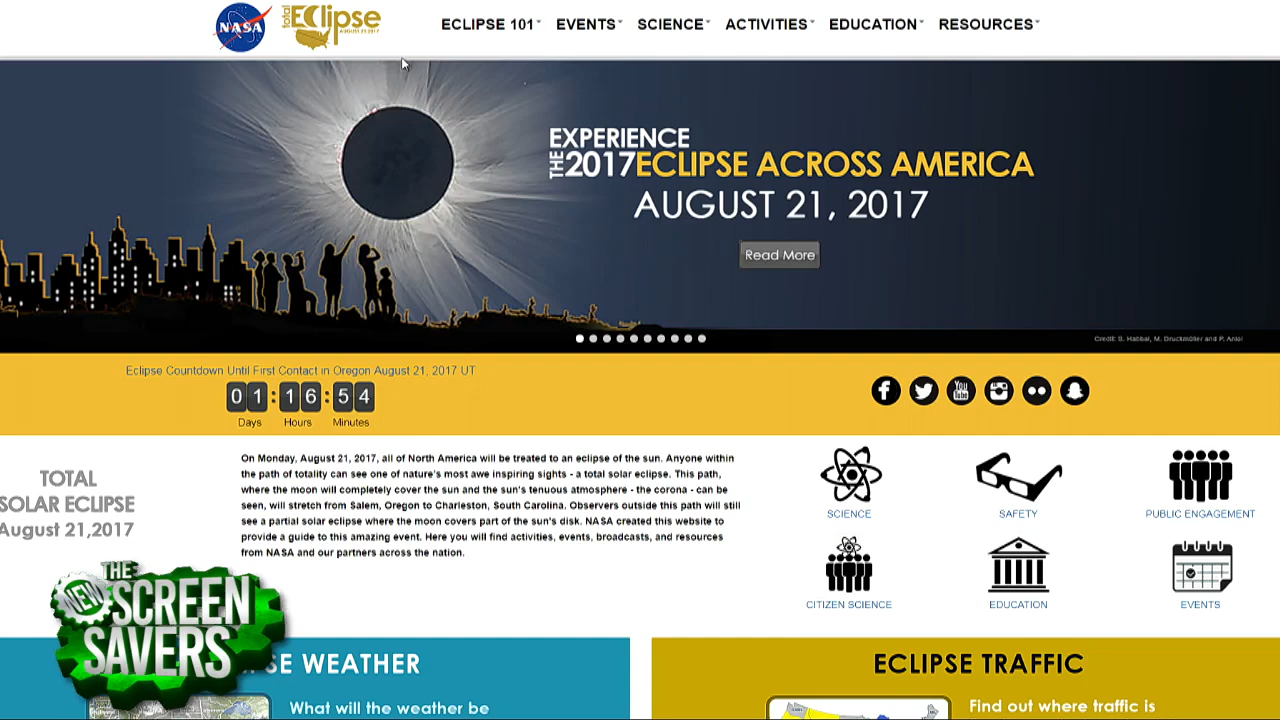 NASA
total
EClipse
AUGUST 21, 2017
ECLIPSE 101
EVENTS
SCIENCE
ACTIVITIES
EDUCATION
RESOURCES
EXPERIENCE
THE 2017 ECLIPSE ACROSS AMERICA
AUGUST 21, 2017
Read More
Credit: S. Habbal, M. Druckmüller and P. Aniol
Eclipse Countdown Until First Contact in Oregon August 21, 2017 UT
01:16:54
Days Hours Minutes
You
Tube
TOTAL
SOLAR ECLIPSE
August 21,2017
On Monday, August 21, 2017, all of North America will be treated to an eclipse of the sun. Anyone within
the path of totality can see one of nature's most awe inspiring sights - a total solar eclipse. This path,
where the moon will completely cover the sun and the sun's tenuous atmosphere - the corona - can be
seen, will stretch from Salem, Oregon to Charleston, South Carolina. Observers outside this path will still
see a partial solar eclipse where the moon covers part of the sun's disk. NASA created this website to
provide a guide to this amazing event. Here you will find activities, events, broadcasts, and resources
from NASA and our partners across the nation.
SCIENCE
SAFETY
PUBLIC ENGAGEMENT
CITIZEN SCIENCE
EDUCATION
EVENTS
THE
NEW
SCREEN
SAVERS
SE WEATHER
What will the weather be
ECLIPSE TRAFFIC
Find out where traffic is